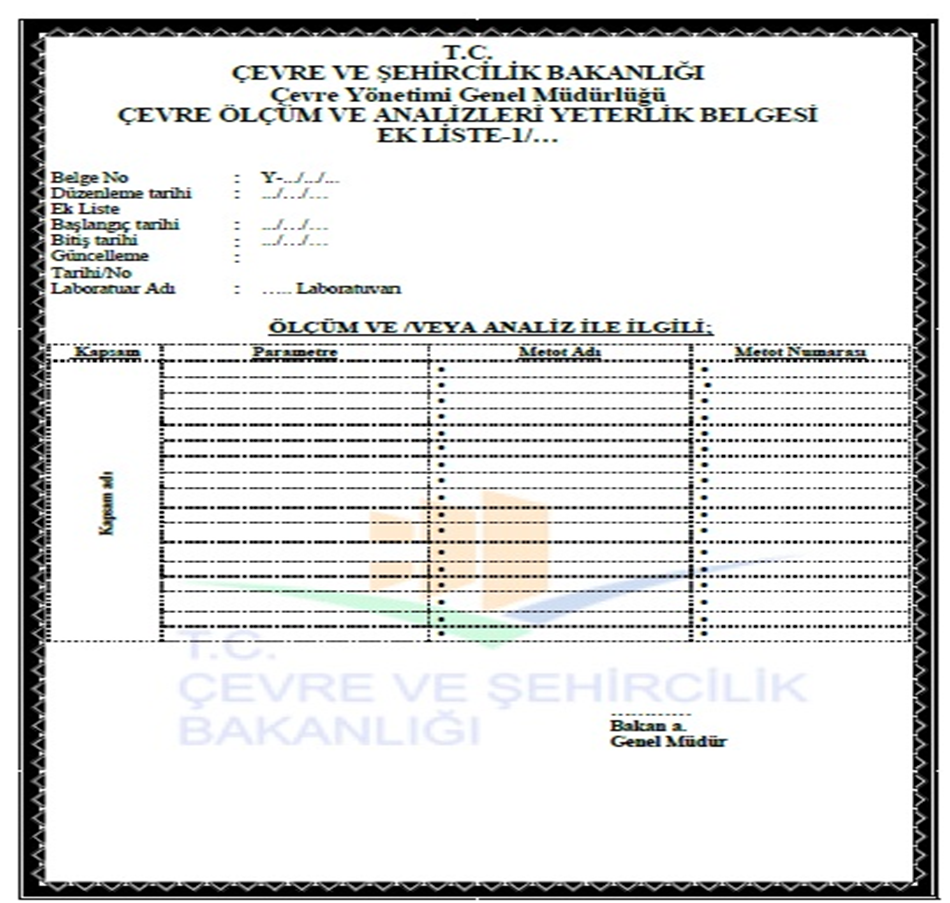 T.C.
ÇEVRE VE ŞEHİRCİLİK BAKANLIĞI
Çevre Yönetimi Genel Müdürlüğü
ÇEVRE ÖLÇÜM VE ANALİZLERİ YETERLİK BELGESİ
EK LİSTE-1/…
Belge No : Y-../../...
Düzenleme tarihi : .../.../....
Ek Liste
Başlangıç tarihi : .../.../....
Bitiş tarihi : .../.../....
Güncelleme :
Tarihi/No
Laboratuar Adı : ….. Laboratuvarı
ÖLÇÜM VE /VEYA ANALİZ İLE İLGİLİ;
Kapsam Parametre Metot Adı Metot Numarası
Kapsam adı
T.C.
ÇEVRE VE ŞEHİRCİLİK
BAKANLIĞI
............
Bakan a.
Genel Müdür